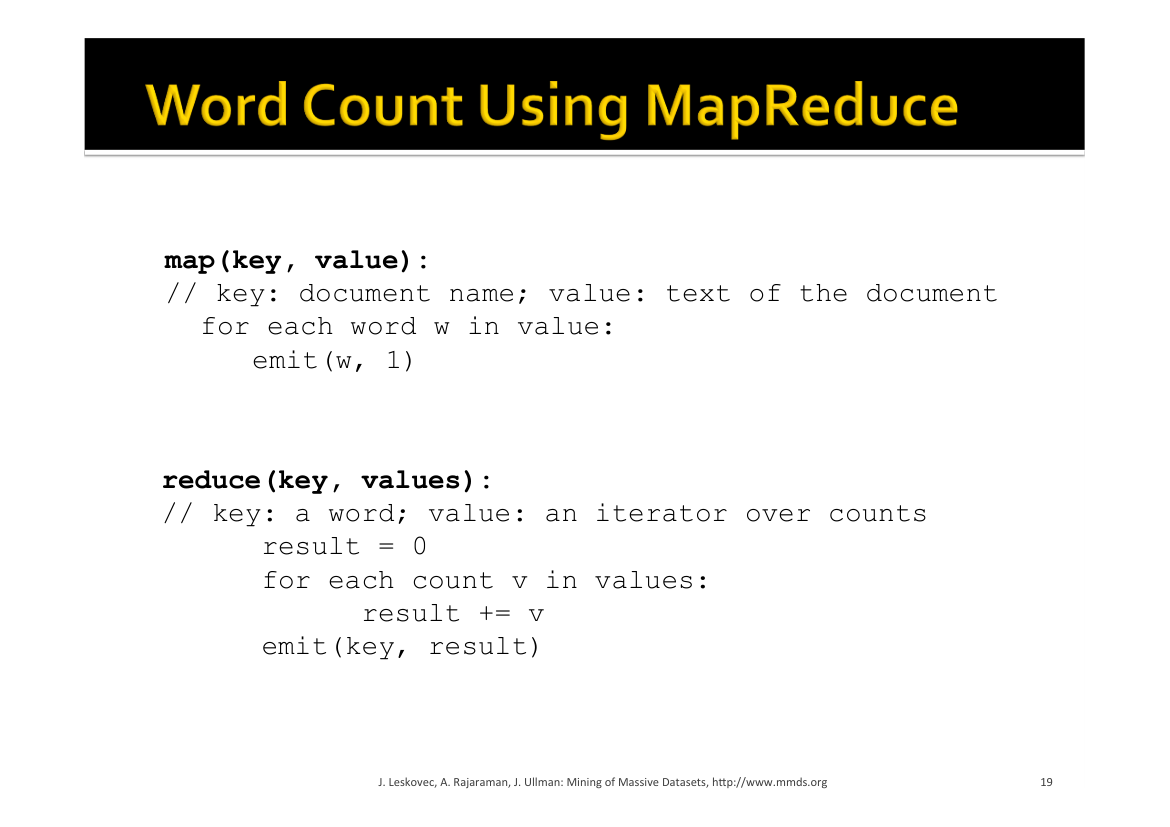 Word Count Using MapReduce
map(key, value):
// key: document name; value: text of the document
for each word w in value:
emit(w, 1)
reduce(key, values):
// key: a word; value: an iterator over counts
result = 0
for each count v in values:
result += v
emit(key, result)
J. Leskovec, A. Rajaraman, J. Ullman: Mining of Massive Datasets, http://www.mmds.org
19